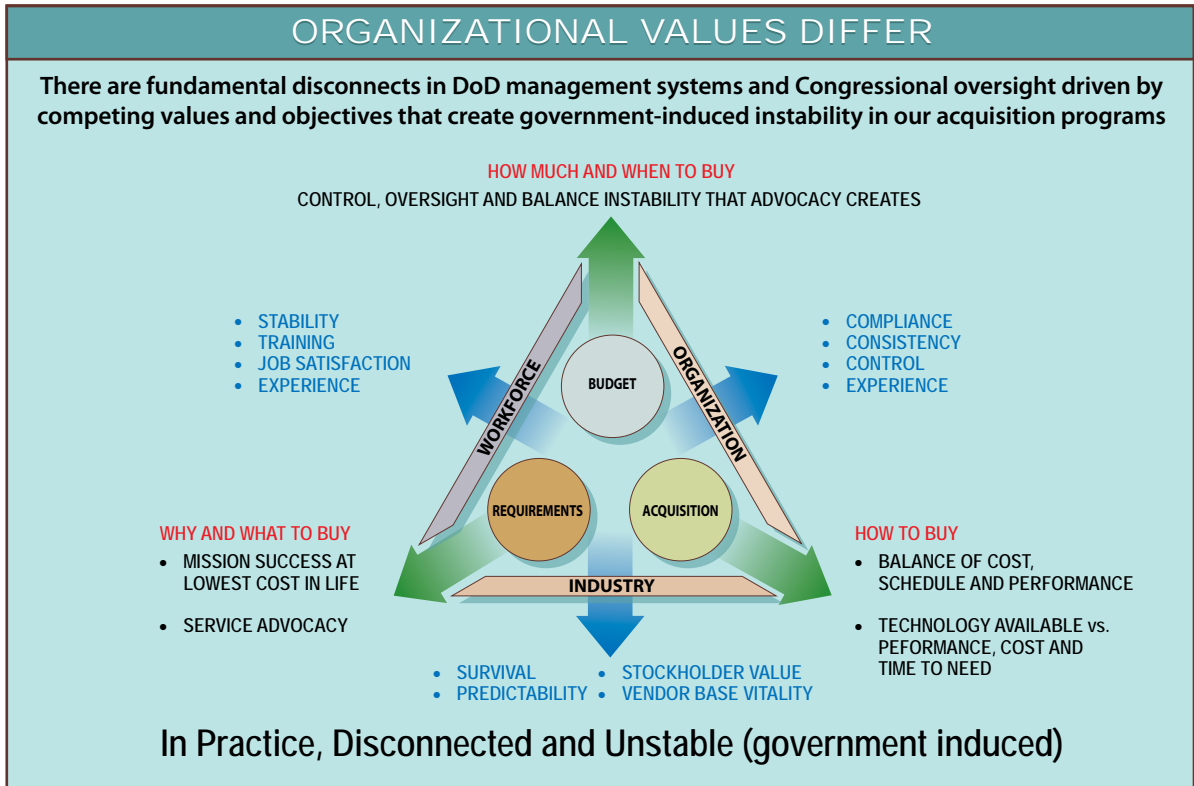 ORGANIZATIONAL VALUES DIFFER
There are fundamental disconnects in DoD management systems and Congressional oversight driven by
competing values and objectives that create government-induced instability in our acquisition programs
HOW MUCH AND WHEN TO BUY
CONTROL, OVERSIGHT AND BALANCE INSTABILITY THAT ADVOCACY CREATES
• STABILITY
• TRAINING
• JOB SATISFACTION
• EXPERIENCE
• COMPLIANCE
• CONSISTENCY
• CONTROL
• EXPERIENCE
WORKFORCE
BUDGET
ORGANIZATION
REQUIREMENTS
ACQUISITION
INDUSTRY
WHY AND WHAT TO BUY
• MISSION SUCCESS AT
LOWEST COST IN LIFE
• SERVICE ADVOCACY
HOW TO BUY
• BALANCE OF COST,
SCHEDULE AND PERFORMANCE
• TECHNOLOGY AVAILABLE vs.
PEFORMANCE, COST AND
TIME TO NEED
• SURVIVAL
• PREDICTABILITY
• STOCKHOLDER VALUE
• VENDOR BASE VITALITY
In Practice, Disconnected and Unstable (government induced)